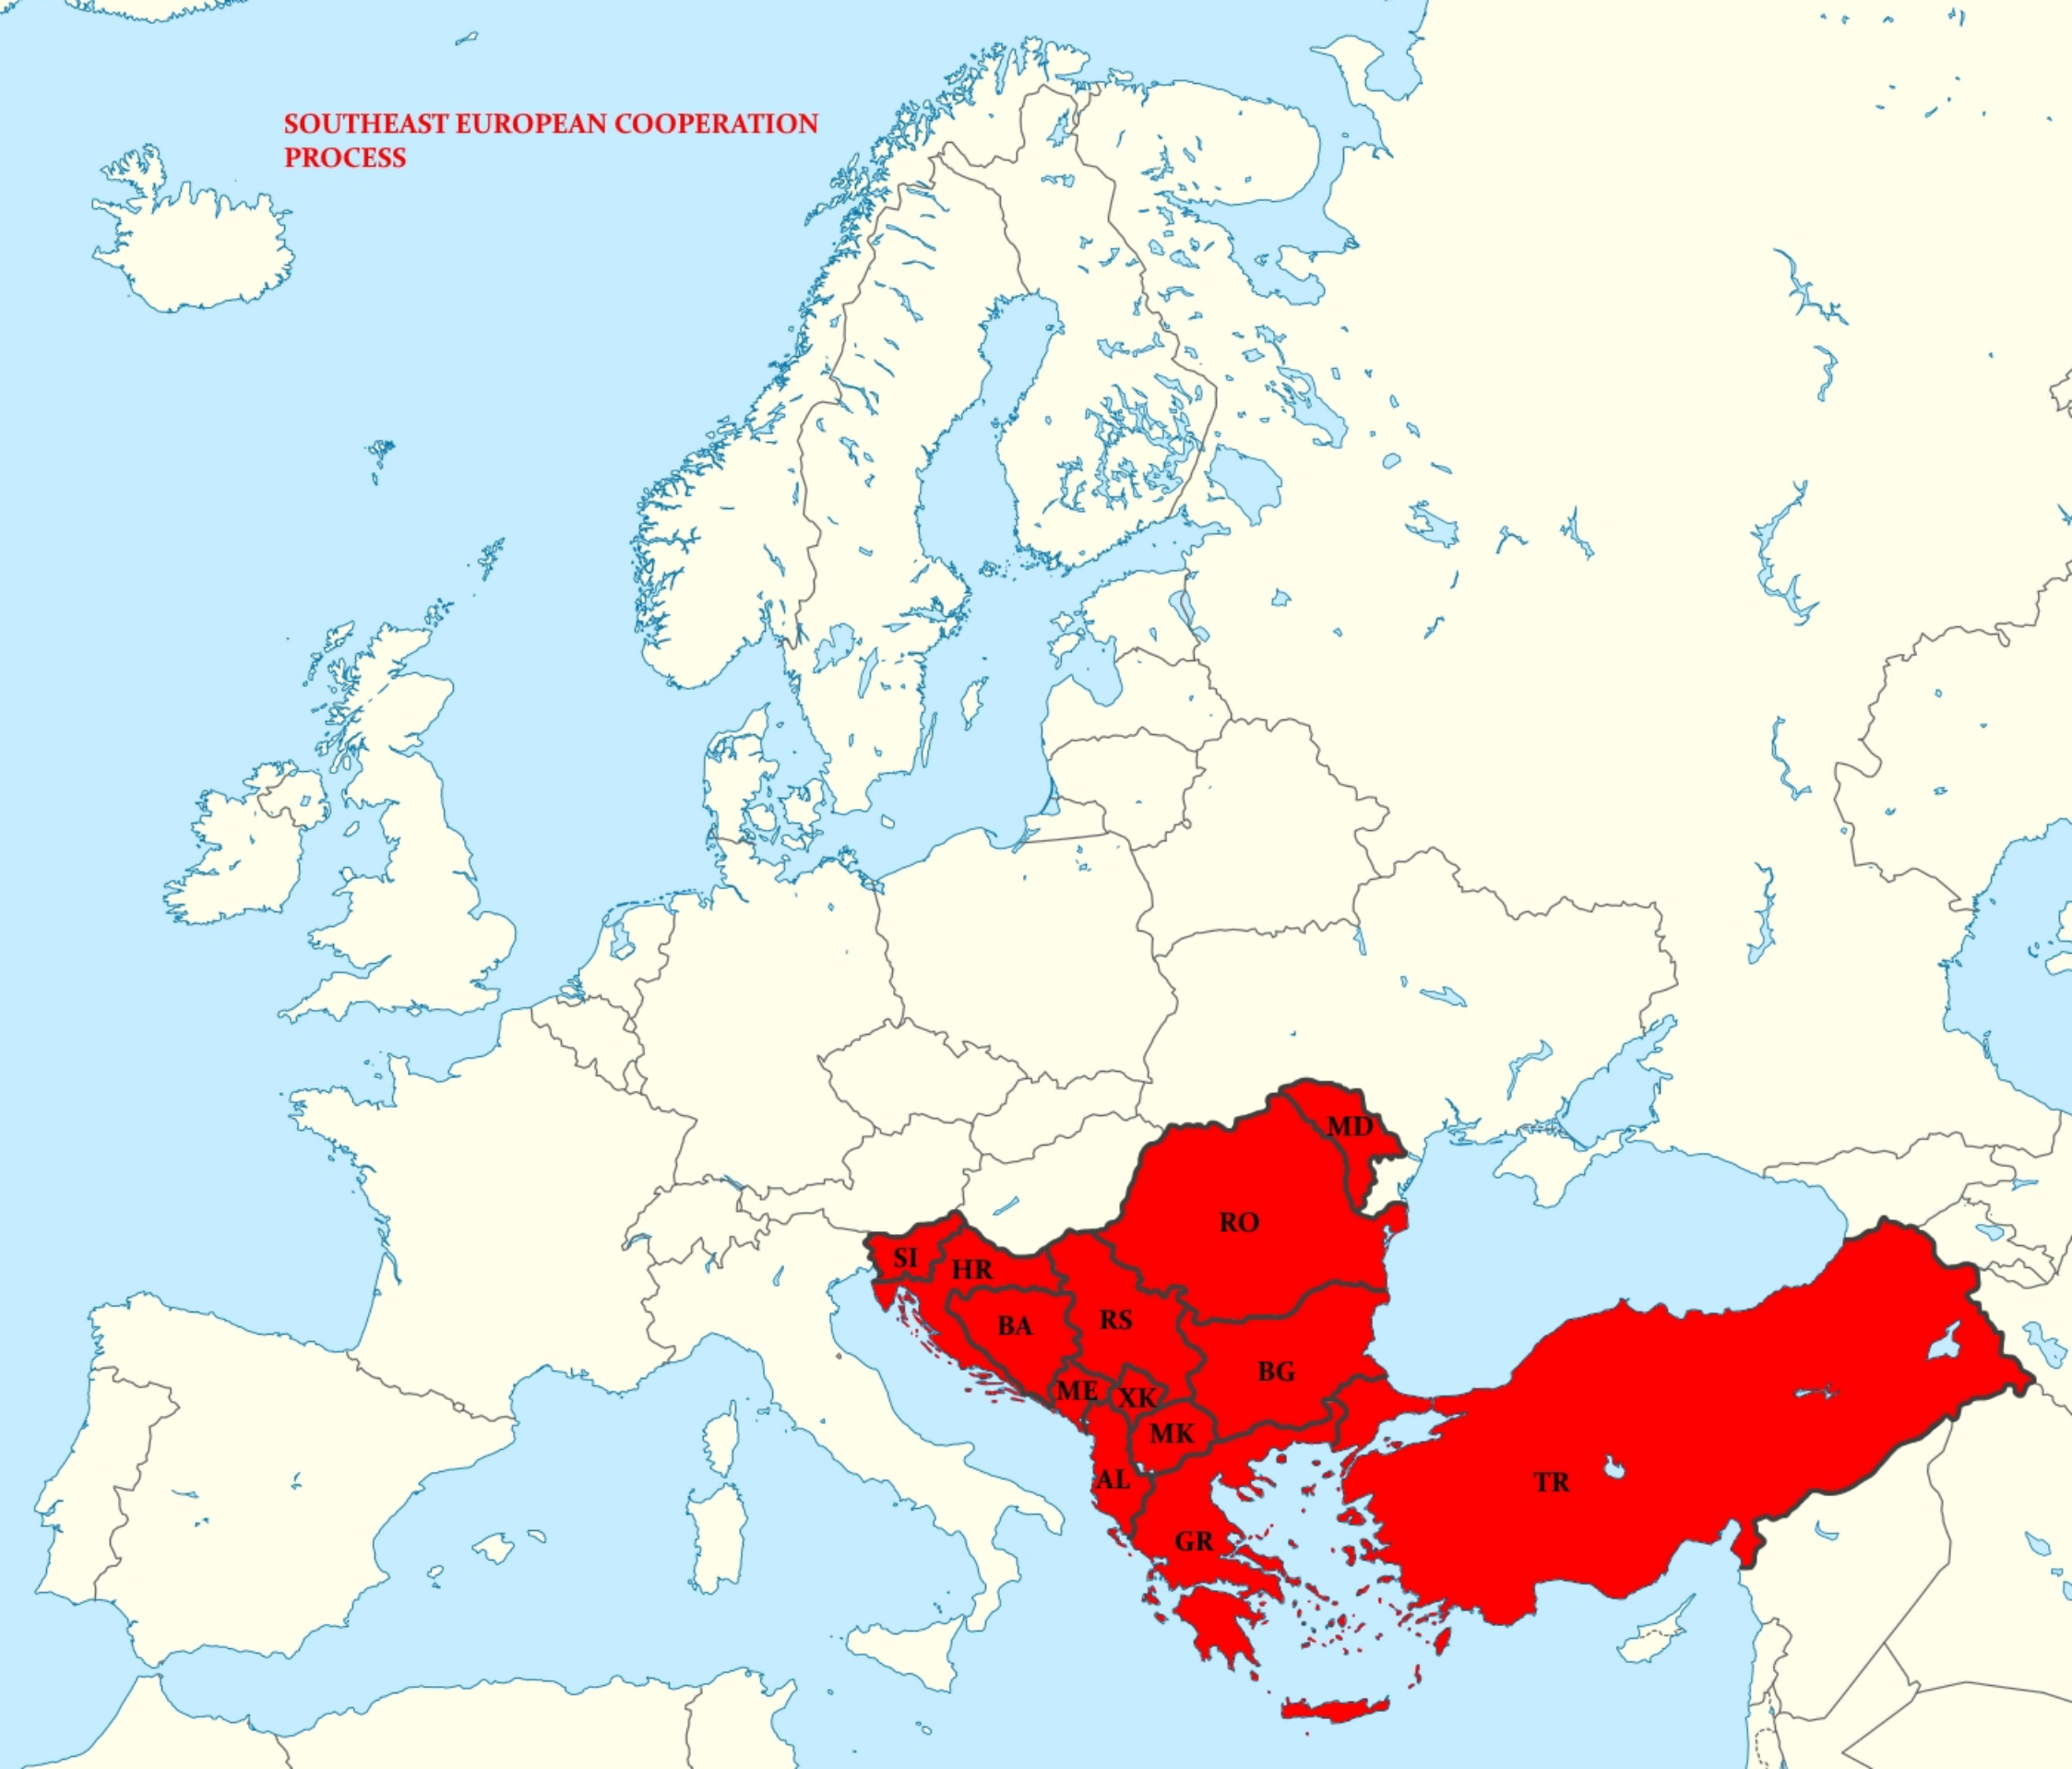 SOUTHEAST EUROPEAN COOPERATION
PROCESS
MD
RO
SI
HR
BA
RS
BG
ME
XK
MK
AL
TR
GR